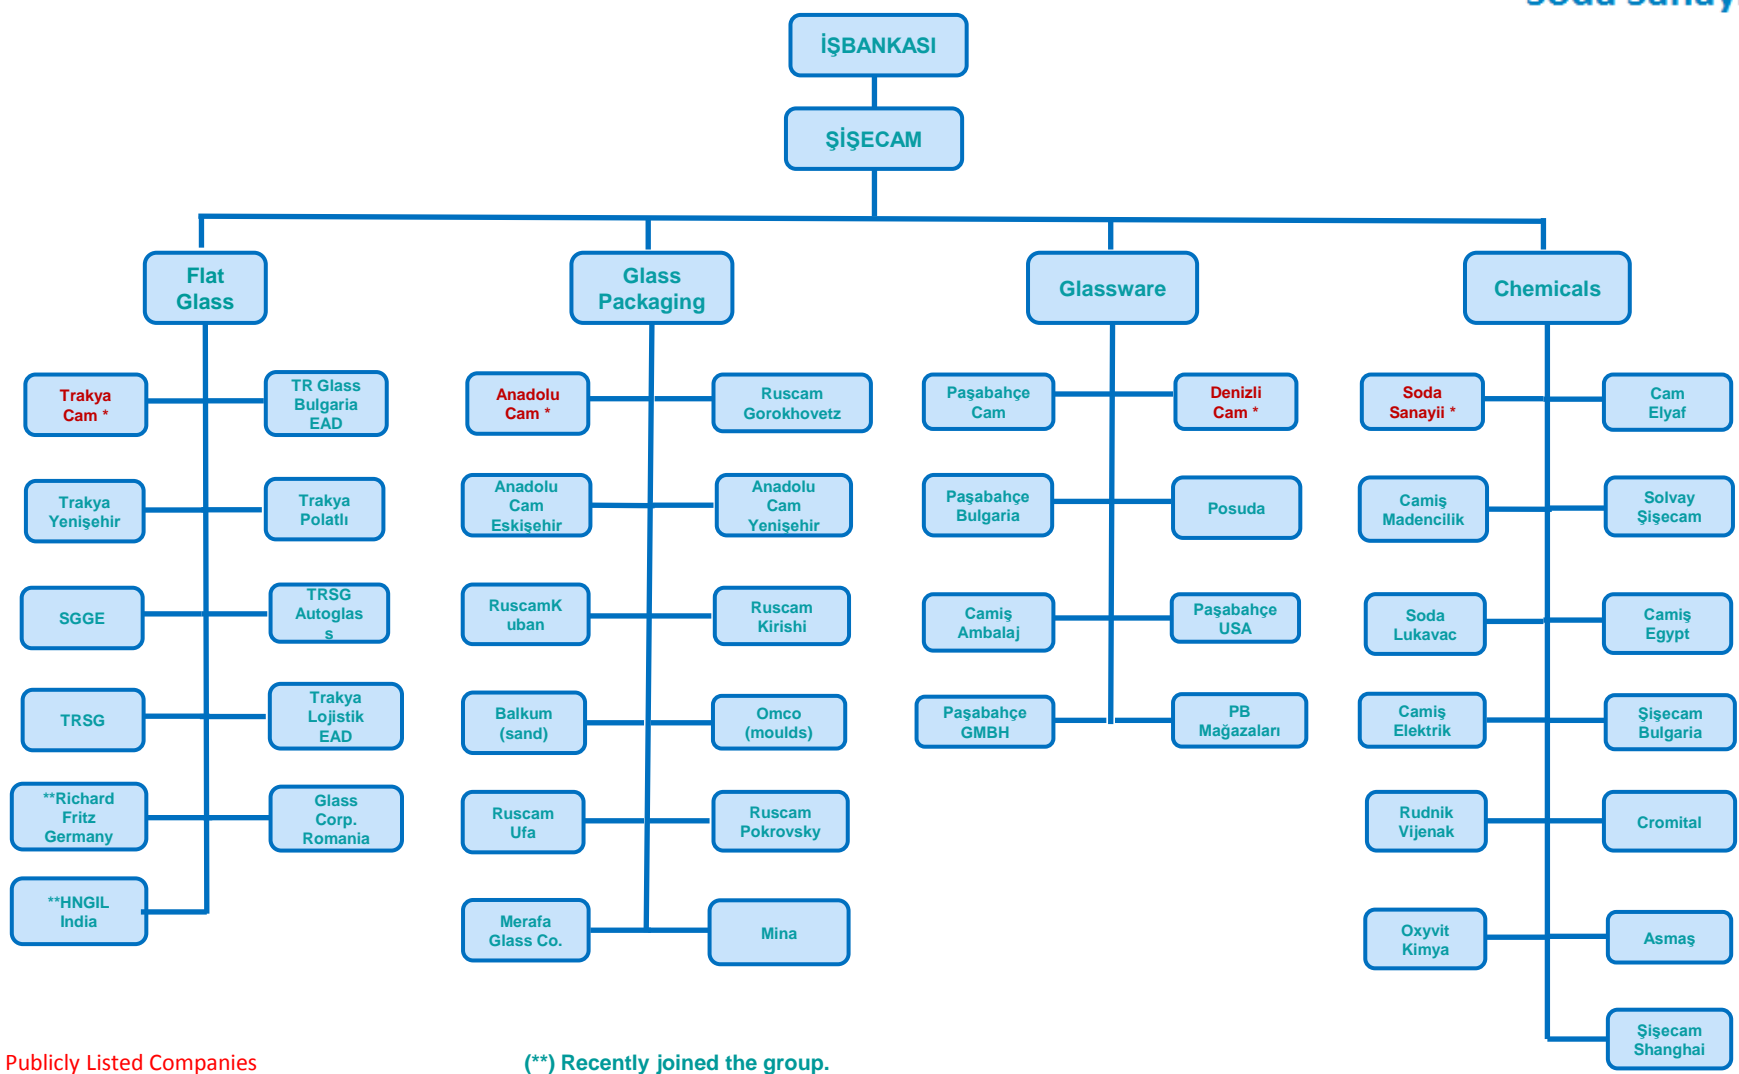 İŞBANKASI
ŞİŞECAM
Flat
Glass
Glass
Packaging
Glassware
Chemicals
Trakya
Cam *
TR Glass
Bulgaria
EAD
Anadolu
Cam *
Ruscam
Gorokhovetz
Paşabahçe
Cam
Denizli
Cam *
Soda
Sanayii *
Cam
Elyaf
Trakya
Yenişehir
Trakya
Polatlı
Anadolu
Cam
Eskişehir
Anadolu
Cam
Yenişehir
Paşabahçe
Bulgaria
Posuda
Camiş
Madencilik
Solvay
Şişecam
SGGE
TRSG
Autoglas
s
RuscamK
uban
Ruscam
Kirishi
Camiş
Ambalaj
Paşabahçe
USA
Soda
Lukavac
Camiş
Egypt
TRSG
Trakya
Lojistik
EAD
Balkum
(sand)
Omco
(moulds)
Paşabahçe
GMBH
PB
Mağazaları
Camiş
Elektrik
Şişecam
Bulgaria
**Richard
Fritz
Germany
Glass
Corp.
Romania
Ruscam
Ufa
Ruscam
Pokrovsky
Rudnik
Vijenak
Cromital
**HNGIL
India
Merafa
Glass Co.
Mina
Oxyvit
Kimya
Asmaş
Şişecam
Shanghai
Publicly Listed Companies
(**) Recently joined the group.